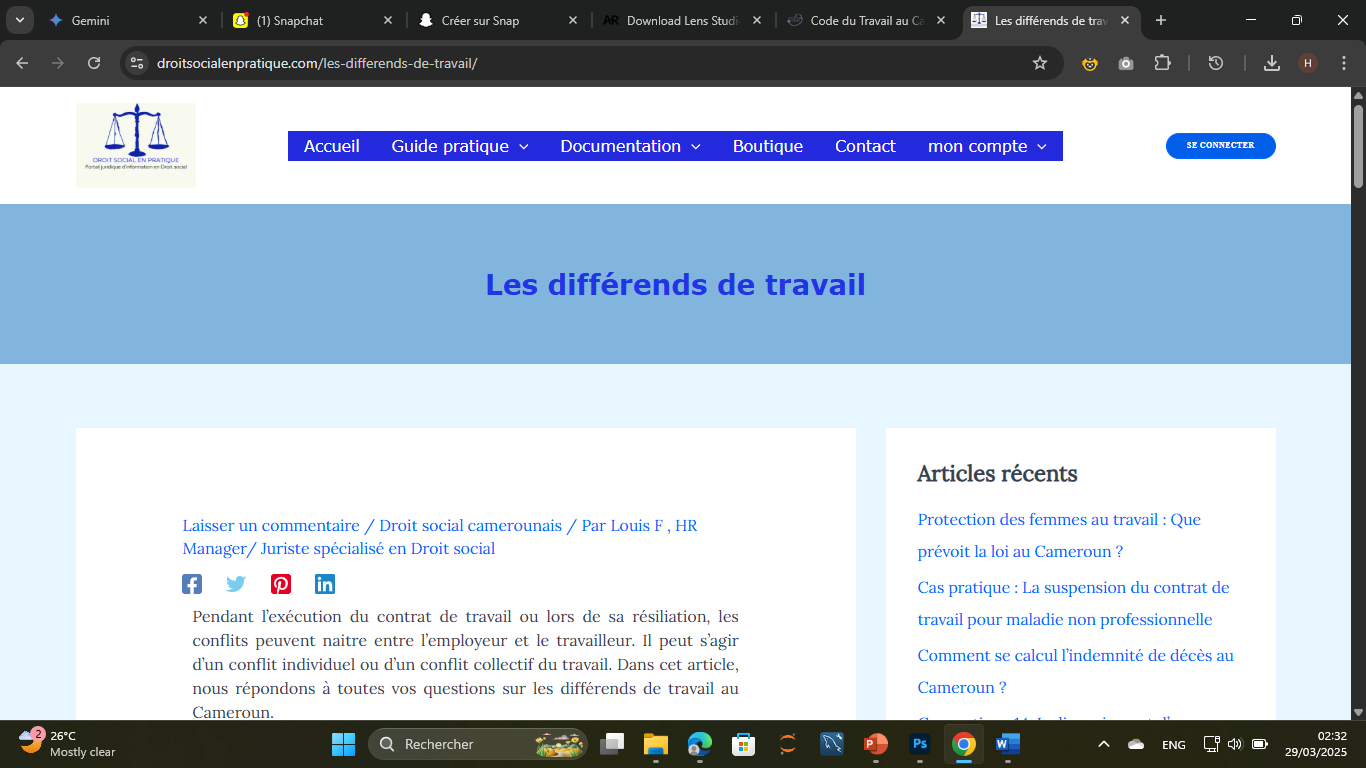 Gemini
(1) Snapchat
Créer sur Snap
AR Download Lens Studi
Code du Travail au Ca
Les différends de trav
droitsocialenpratique.com/les-differends-de-travail/
H
DROIT SOCIAL EN PRATIQUE
Portail juridique d'information en Droit social
Accueil Guide pratique Documentation Boutique Contact mon compte
SE CONNECTER
Les différends de travail
Laisser un commentaire / Droit social camerounais / Par Louis F , HR
Manager/ Juriste spécialisé en Droit social
Pendant l’exécution du contrat de travail ou lors de sa résiliation, les
conflits peuvent naitre entre l’employeur et le travailleur. Il peut s’agir
d’un conflit individuel ou d’un conflit collectif du travail. Dans cet article,
nous répondons à toutes vos questions sur les différends de travail au
Cameroun.
Articles récents
Protection des femmes au travail : Que
prévoit la loi au Cameroun ?
Cas pratique : La suspension du contrat de
travail pour maladie non professionnelle
Comment se calcul l’indemnité de décès au
Cameroun ?
2
26°C
Mostly clear
Rechercher
P
Ps
W
ENG
02:32
29/03/2025